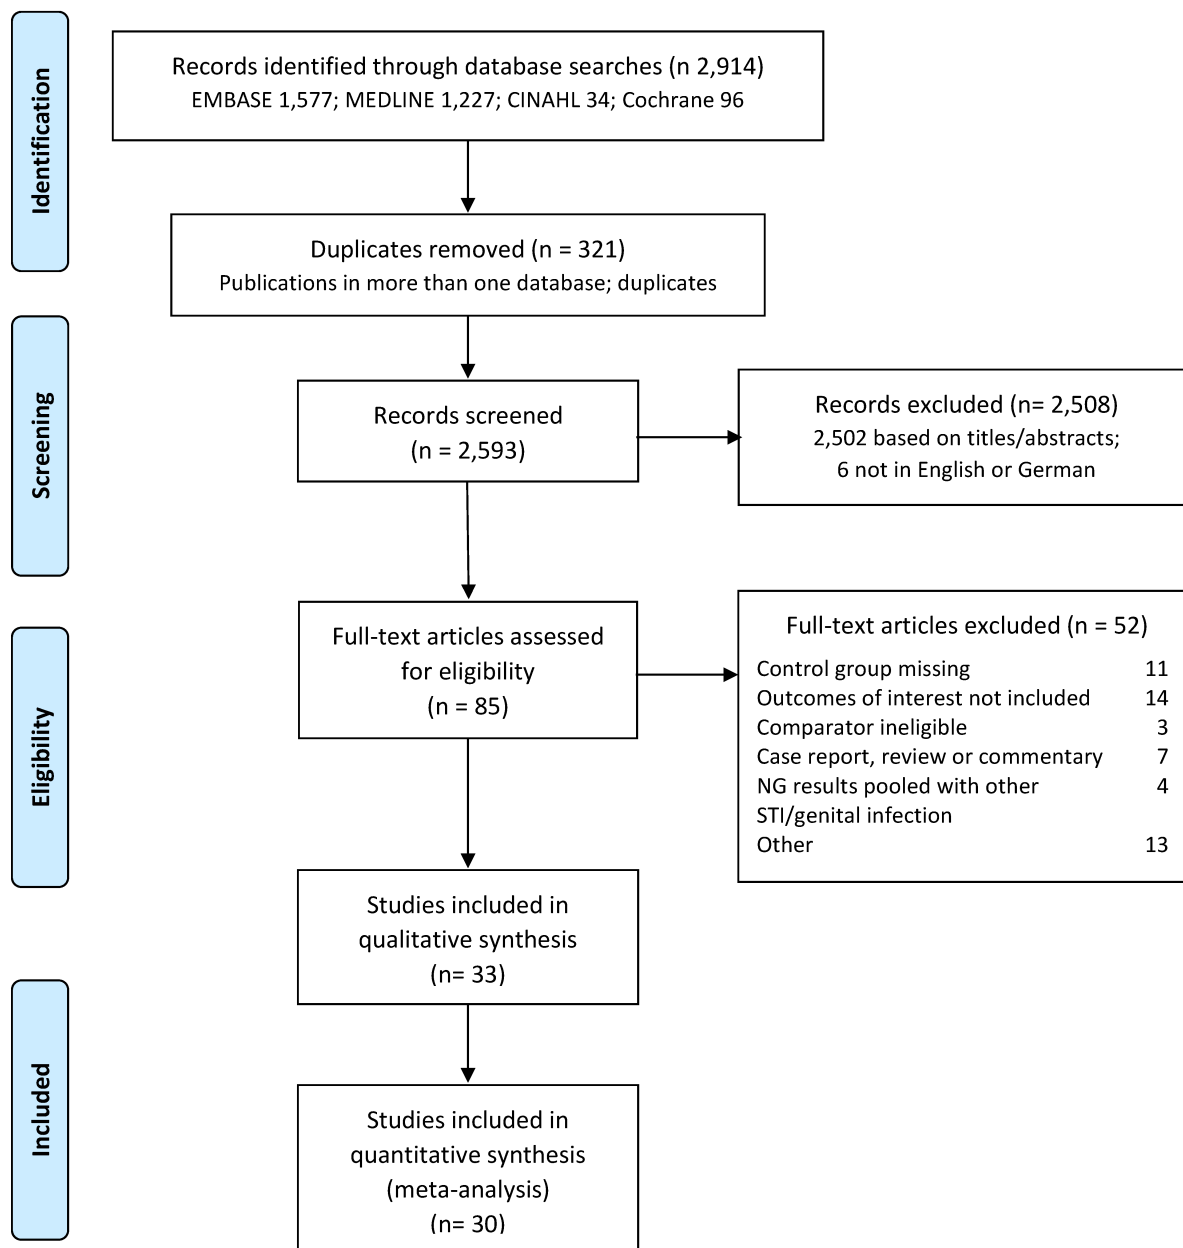 Identification
Records identified through database searches (n 2,914)
EMBASE 1,577; MEDLINE 1,227; CINAHL 34; Cochrane 96
Duplicates removed (n = 321)
Publications in more than one database; duplicates
Screening
Records screened
(n = 2,593)
Records excluded (n= 2,508)
2,502 based on titles/abstracts;
6 not in English or German
Eligibility
Full-text articles assessed
for eligibility
(n = 85)
Full-text articles excluded (n = 52)
Control group missing 11
Outcomes of interest not included 14
Comparator ineligible 3
Case report, review or commentary 7
NG results pooled with other 4
STI/genital infection
Other 13
Studies included in
qualitative synthesis
(n= 33)
Included
Studies included in
quantitative synthesis
(meta-analysis)
(n= 30)